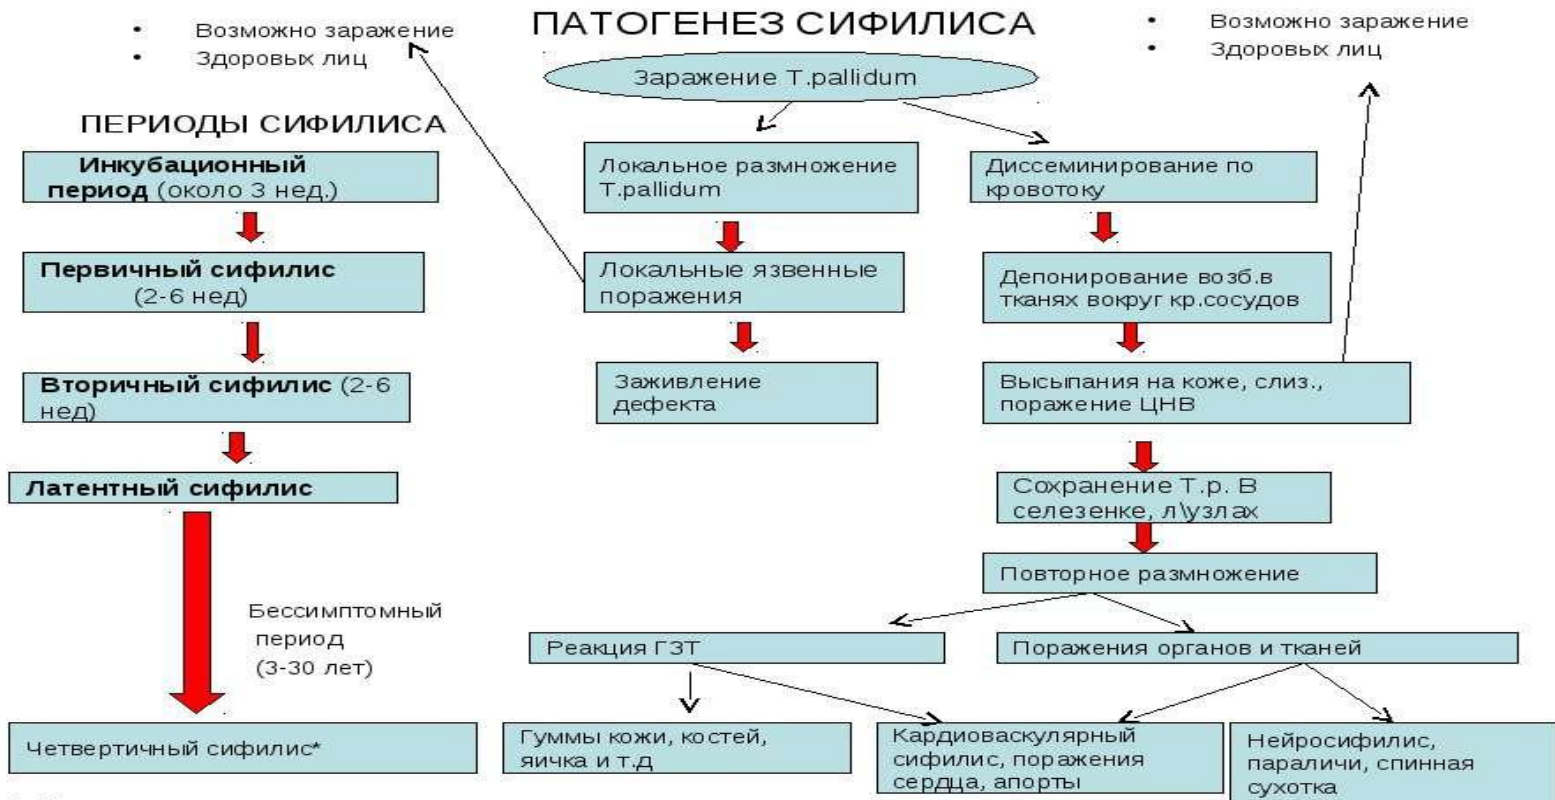 ПАТОГЕНЕЗ СИФИЛИСА
• Возможно заражение
• Здоровых лиц
• Возможно заражение
• Здоровых лиц
Заражение T.pallidum
ПЕРИОДЫ СИФИЛИСА
Инкубационный
период (около 3 нед.)
Первичный сифилис
(2-6 нед)
Вторичный сифилис (2-6
нед)
Латентный сифилис
Бессимптомный
период
(3-30 лет)
Четвертичный сифилис*
Локальное размножение
T.pallidum
Локальные язвенные
поражения
Заживление
дефекта
Диссеминирование по
кровотоку
Депонирование возб.в
тканях вокруг кр.сосудов
Высыпания на коже, слиз.,
поражение ЦНВ
Сохранение Т.р. В
селезенке, л\узлах
Повторное размножение
Реакция ГЗТ
Поражения органов и тканей
Гуммы кожи, костей,
яичка и т.д
Кардиоваскулярный
сифилис, поражения
сердца, апорты
Нейросифилис,
параличи, спинная
сухотка